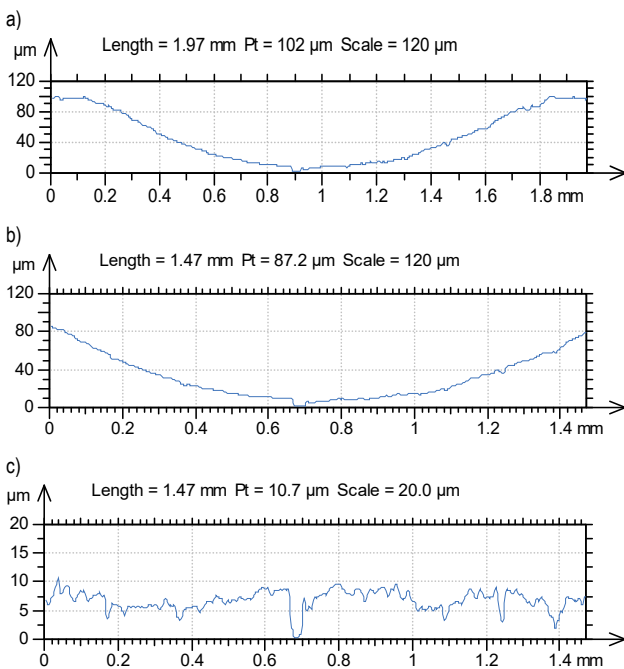 a)
µm
Length = 1.97 mm Pt = 102 µm Scale = 120 µm
120
80
40
0
0 0.2 0.4 0.6 0.8 1 1.2 1.4 1.6 1.8 mm
b)
µm
Length = 1.47 mm Pt = 87.2 µm Scale = 120 µm
120
80
40
0
0 0.2 0.4 0.6 0.8 1 1.2 1.4 mm
c)
µm
Length = 1.47 mm Pt = 10.7 µm Scale = 20.0 µm
20
15
10
5
0
0 0.2 0.4 0.6 0.8 1 1.2 1.4 mm